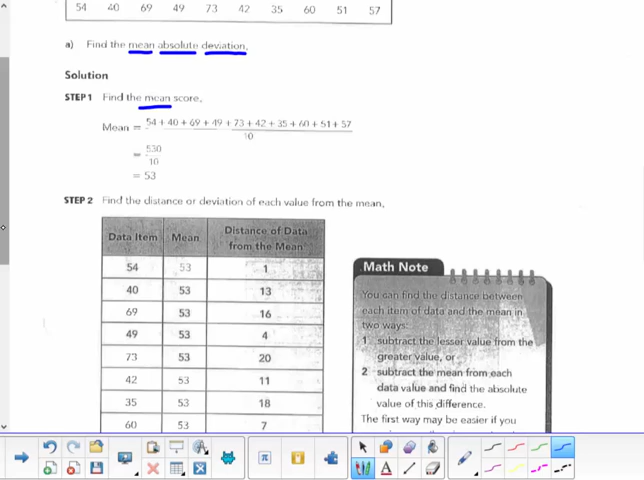 54 40 69 49 73 42 35 60 51 57
a) Find the mean absolute deviation.
Solution
STEP 1 Find the mean score.
Mean = 54 + 40 + 69 + 49 + 73 + 42 + 35 + 60 + 51 + 57
10
= 530
10
= 53
STEP 2 Find the distance or deviation of each value from the mean.
Data Item Mean Distance of Data
from the Mean
54 53 1
40 53 13
69 53 16
49 53 4
73 53 20
42 53 11
35 53 18
60 53 7
Math Note
You can find the distance between
each item of data and the mean in
two ways:
1 subtract the lesser value from the
greater value, or
2 subtract the mean from each
data value and find the absolute
value of this difference.
The first way may be easier if you
π
A